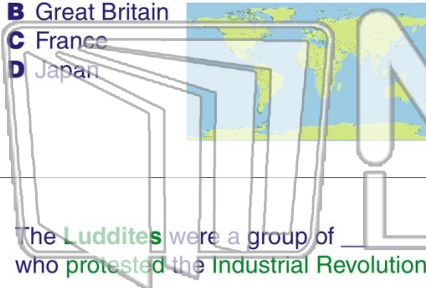 B Great Britain
C France
D Japan
The Luddites were a group of ___
who protested the Industrial Revolution